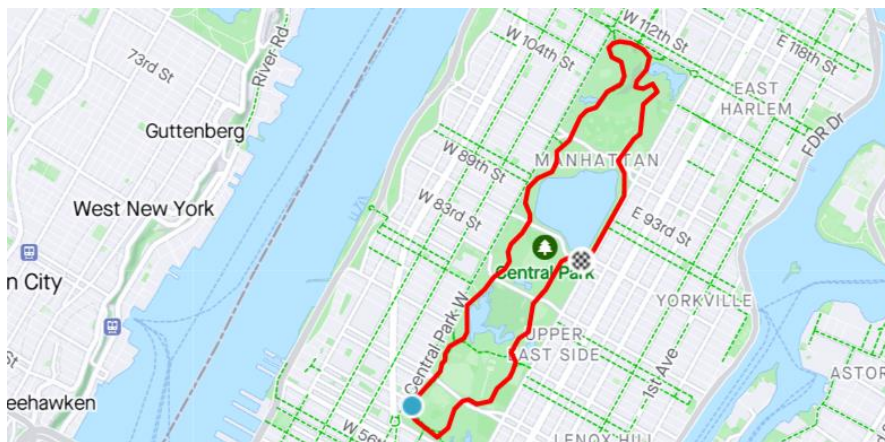 73rd St
River Rd
W 104th St
W 112th St
E 118th St
EAST
HARLEM
FDR Dr
Guttenberg
W 89th St
MANHATTAN
West New York
W 83rd St
E 93rd St
Central Park
n City
YORKVILLE
Central Park W
UPPER
EAST SIDE
1st Ave
ASTOR
eehawken
W 56th
LENOX HILL